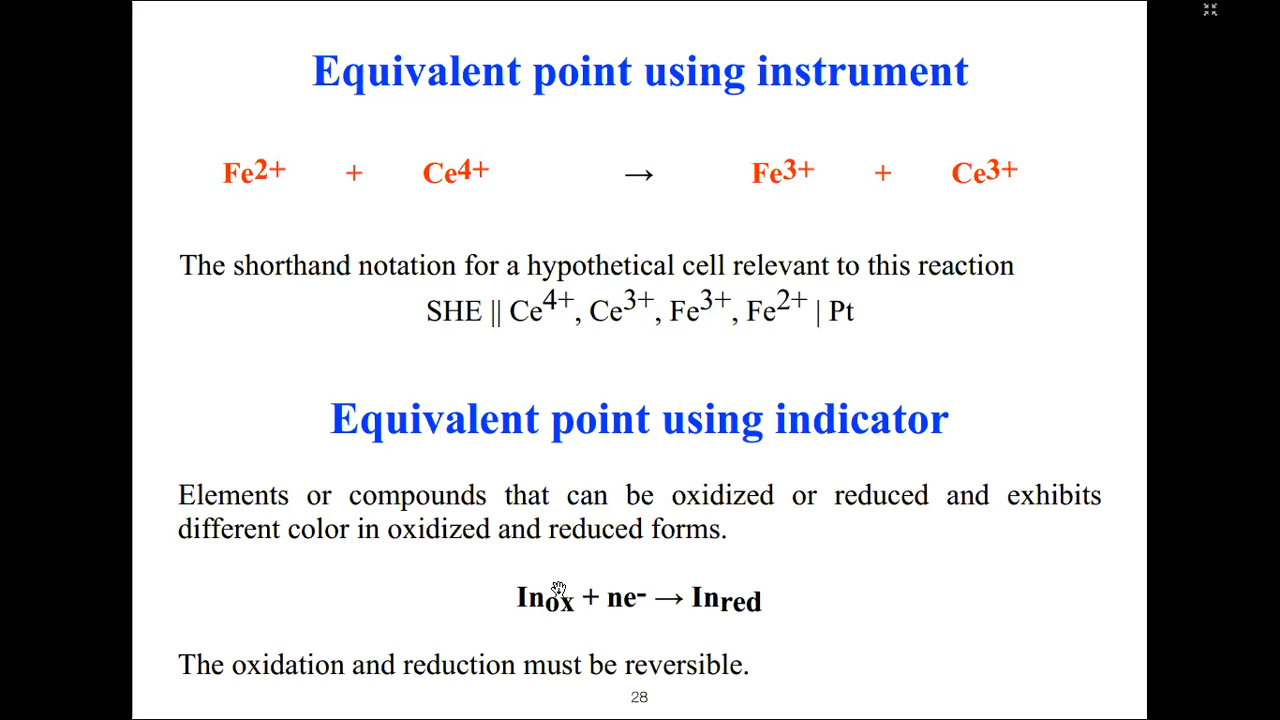 Equivalent point using instrument
Fe2+ + Ce4+ → Fe3+ + Ce3+
The shorthand notation for a hypothetical cell relevant to this reaction
SHE || Ce4+, Ce3+, Fe3+, Fe2+ | Pt
Equivalent point using indicator
Elements or compounds that can be oxidized or reduced and exhibits
different color in oxidized and reduced forms.
Inox + ne- → Inred
The oxidation and reduction must be reversible.
28